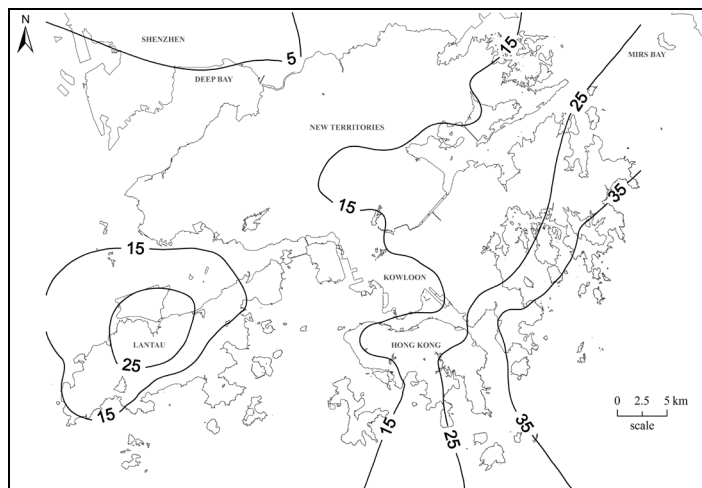 N
SHENZHEN
15
MIRS BAY
5
DEEP BAY
25
NEW TERRITORIES
35
15
15
KOWLOON
LANTAU
HONG KONG
25
0 2.5 5 km
scale
15
15
25
35